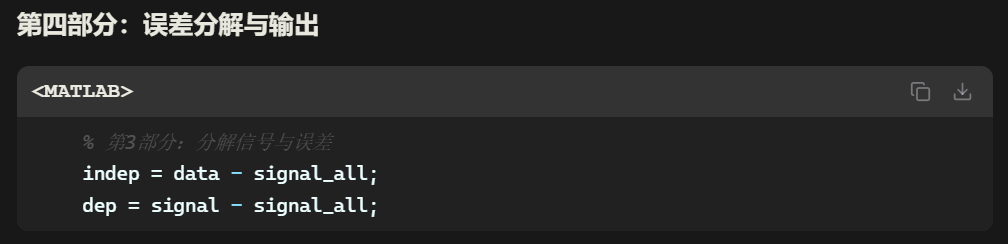 第四部分：误差分解与输出
<MATLAB>
% 第3部分：分解信号与误差
indep = data - signal_all;
dep = signal - signal_all;